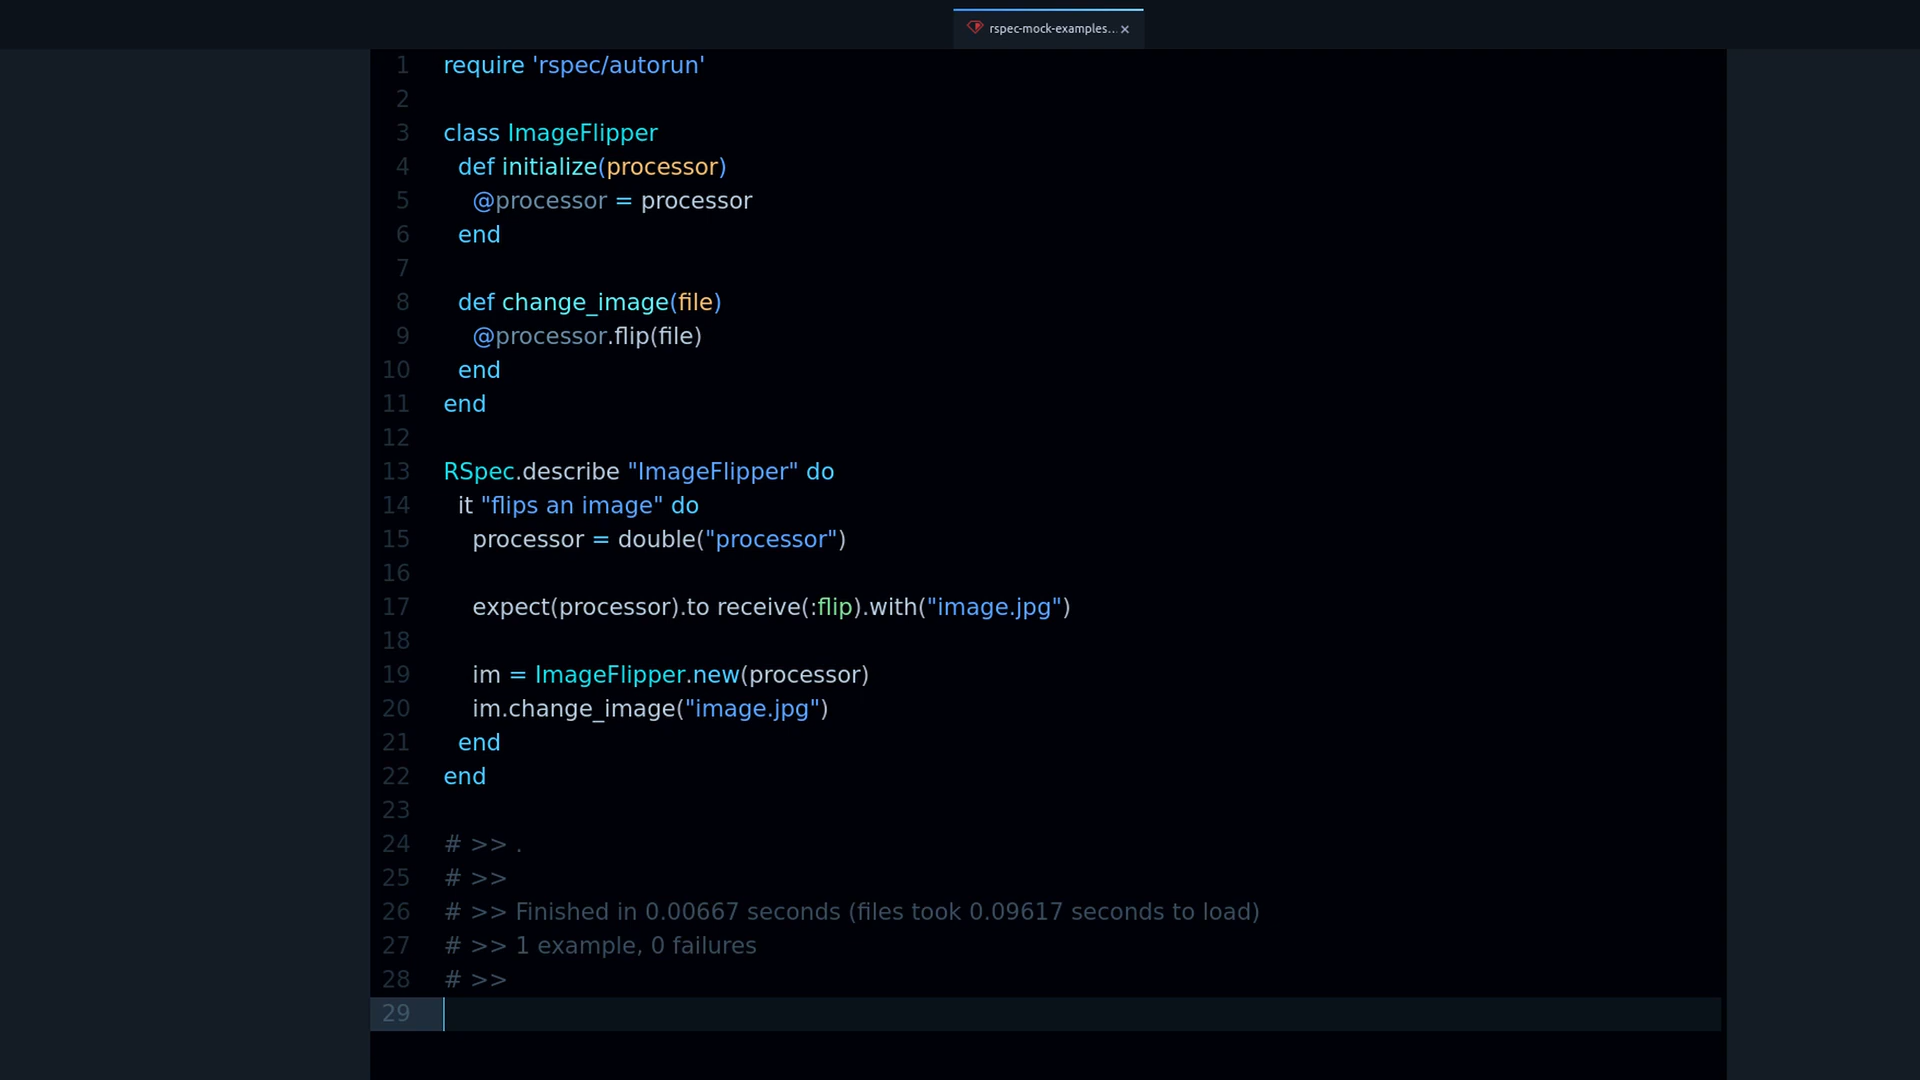 rspec-mock-examples... ×
1 require 'rspec/autorun'
2
3 class ImageFlipper
4   def initialize(processor)
5     @processor = processor
6   end
7
8   def change_image(file)
9     @processor.flip(file)
10   end
11 end
12
13 RSpec.describe "ImageFlipper" do
14   it "flips an image" do
15     processor = double("processor")
16
17     expect(processor).to receive(:flip).with("image.jpg")
18
19     im = ImageFlipper.new(processor)
20     im.change_image("image.jpg")
21   end
22 end
23
24 # >> .
25 # >>
26 # >> Finished in 0.00667 seconds (files took 0.09617 seconds to load)
27 # >> 1 example, 0 failures
28 # >>
29